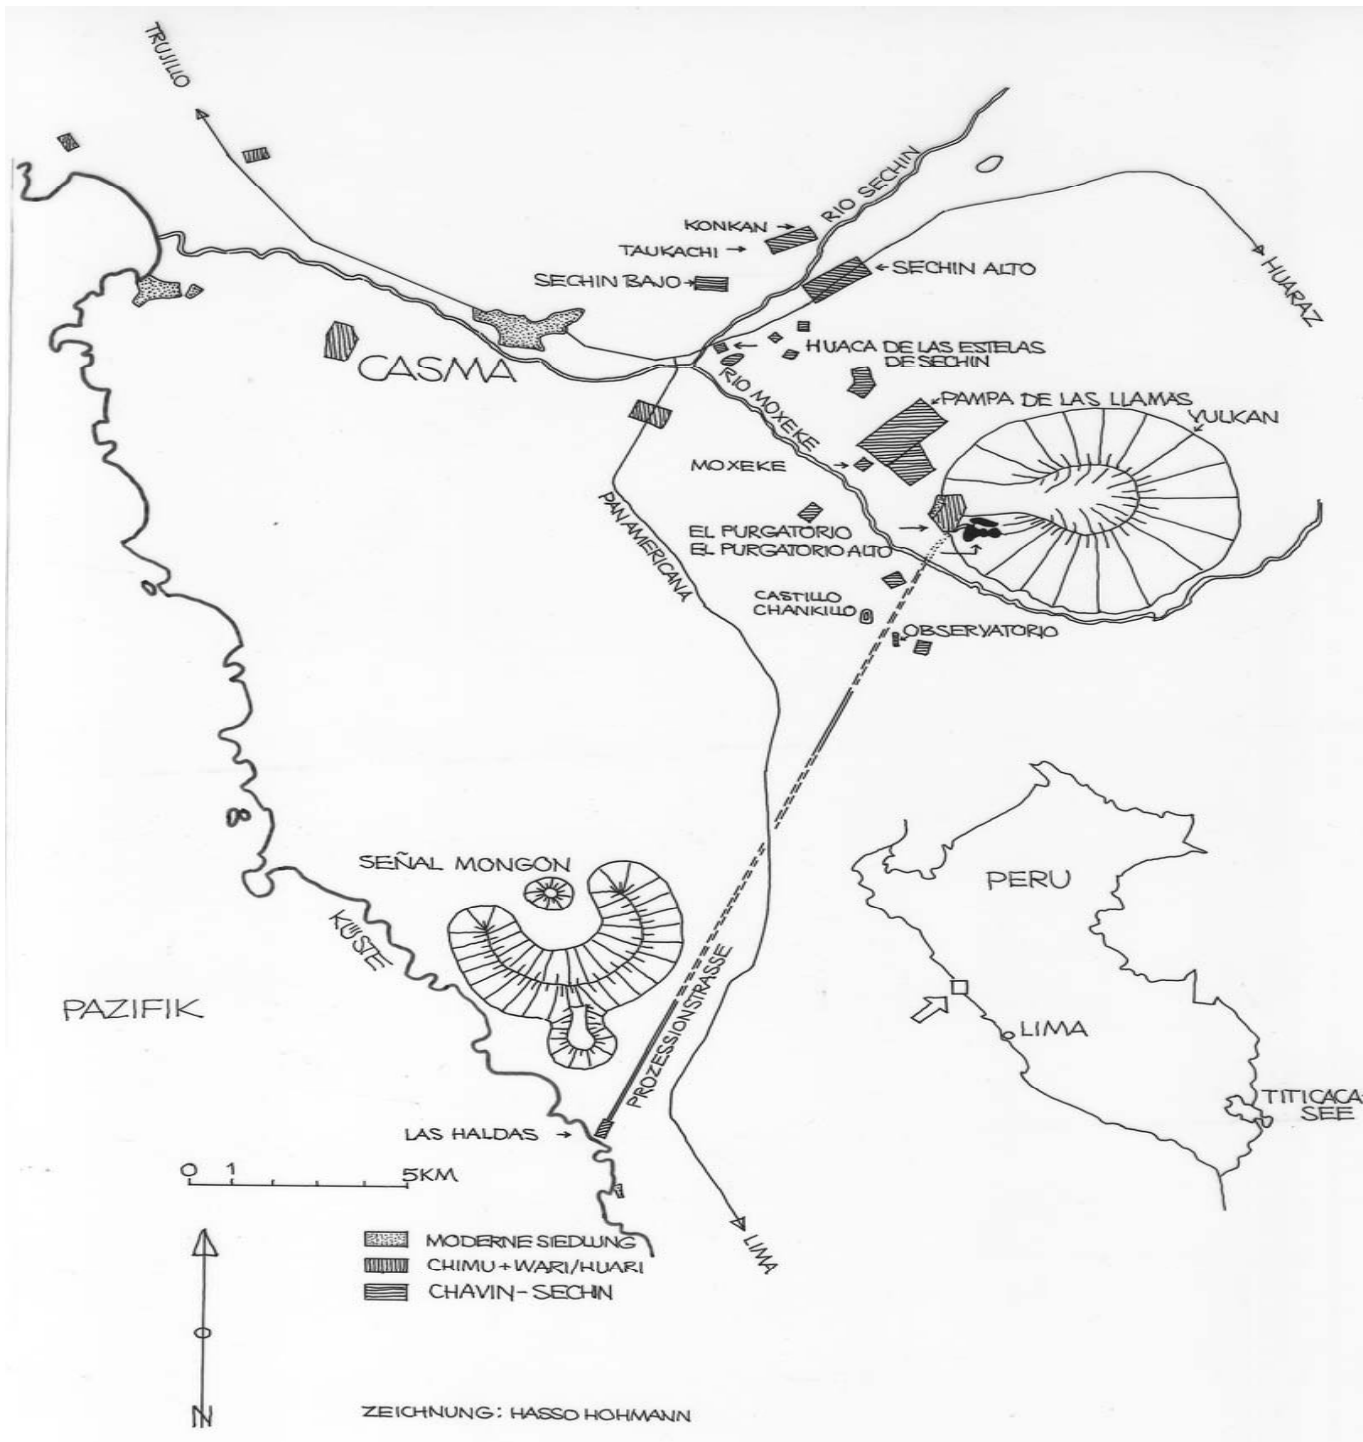 TRUJILLO
RIO SECHIN
KONKAN
TAUKACHI
SECHIN BAJO
SECHIN ALTO
HUARAZ
HUACA DE LAS ESTELAS
DE SECHIN
CASMA
RIO MOXEKE
PAMPA DE LAS LLAMAS
VULKAN
MOXEKE
PANAMERICANA
EL PURGATORIO
EL PURGATORIO ALTO
CASTILLO
CHANKILLO
OBSERVATORIO
SEÑAL MONGON
PERU
KÜSTE
PAZIFIK
PROZESSIONSTRASSE
LIMA
TITICACA-
SEE
LAS HALDAS
0 1 5KM
MODERNE SIEDLUNG
CHIMU + WARI/HUARI
CHAVIN - SECHIN
LIMA
N
ZEICHNUNG: HASSO HOHMANN